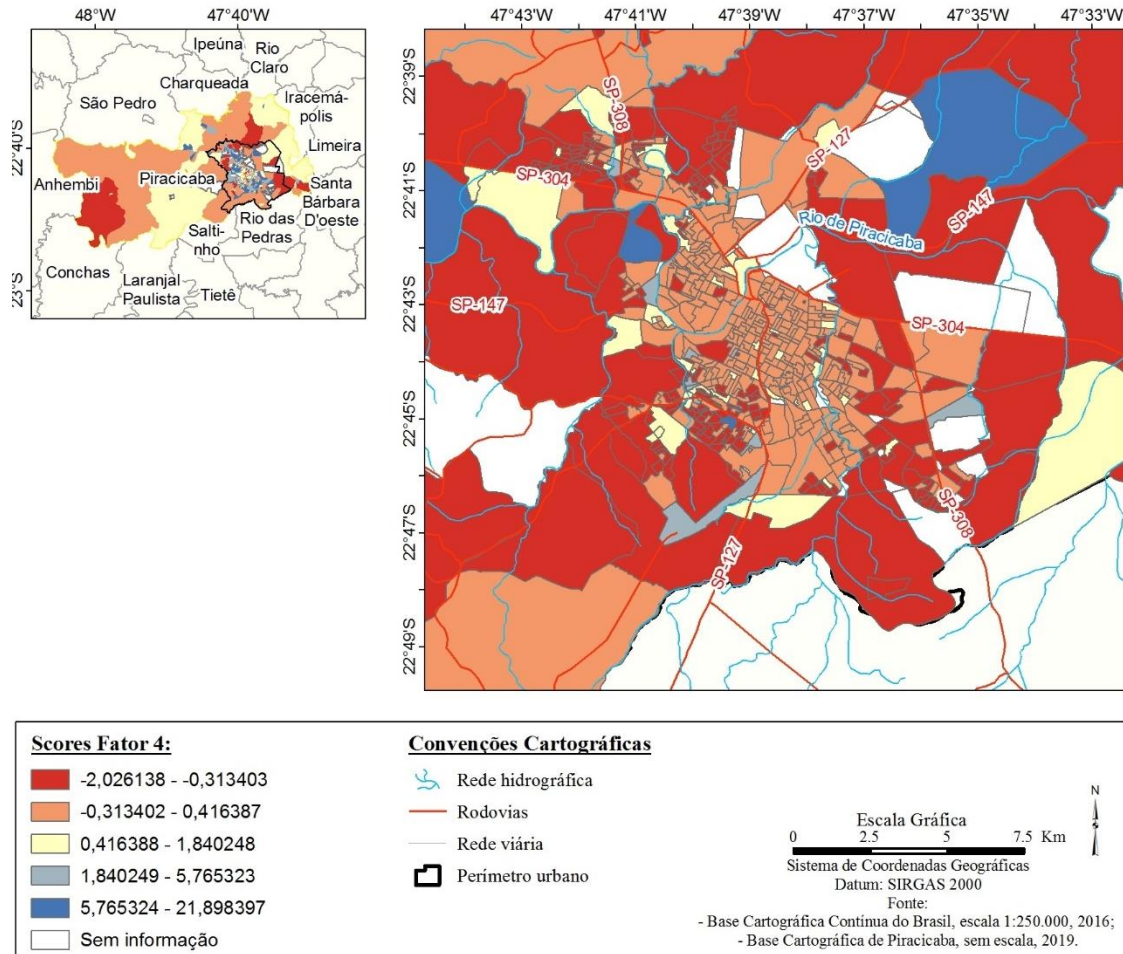 48°W 47°40'W
22°40'S
23°S
Ipeúna
Rio
Claro
Charqueada
São Pedro
Iracemá-
polis
Limeira
Piracicaba
Anhembi
Santa
Bárbara
D'oeste
Rio das
Pedras
Salti-
nho
Conchas
Laranjal
Paulista
Tietê
47°43'W 47°41'W 47°39'W 47°37'W 47°35'W 47°33'W
22°39'S
22°41'S
22°43'S
22°45'S
22°47'S
22°49'S
SP-308
SP-127
SP-304
SP-147
Rio de Piracicaba
SP-147
SP-304
SP-308
SP-127
Scores Fator 4:
-2,026138 - -0,313403
-0,313402 - 0,416387
0,416388 - 1,840248
1,840249 - 5,765323
5,765324 - 21,898397
Sem informação
Convenções Cartográficas
Rede hidrográfica
Rodovias
Rede viária
Perímetro urbano
N
Escala Gráfica
0 2.5 5 7.5 Km
Sistema de Coordenadas Geográficas
Datum: SIRGAS 2000
Fonte:
- Base Cartográfica Contínua do Brasil, escala 1:250.000, 2016;
- Base Cartográfica de Piracicaba, sem escala, 2019.